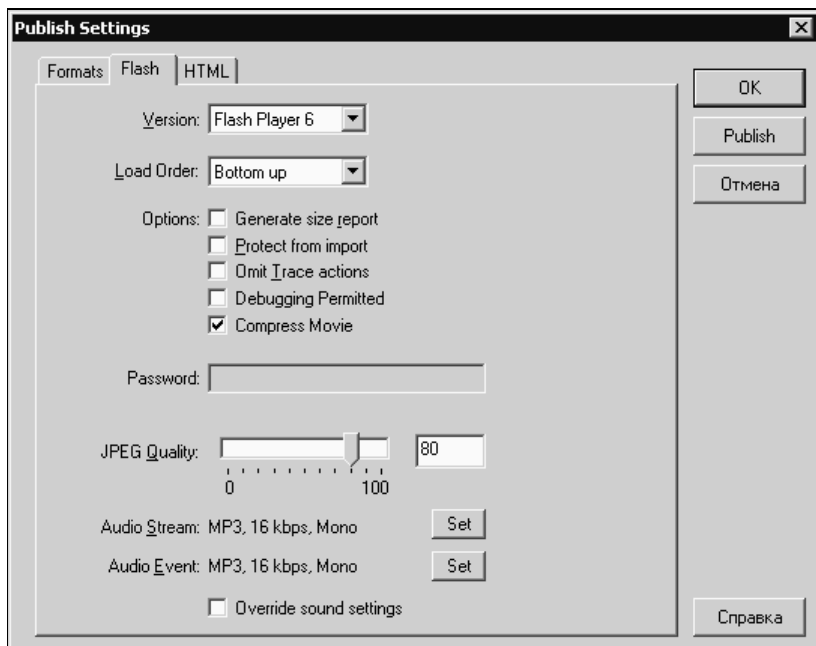 Publish Settings
Formats Flash HTML
OK
Version: Flash Player 6
Publish
Load Order: Bottom up
Отмена
Options: Generate size report
Protect from import
Omit Trace actions
Debugging Permitted
Compress Movie
Password:
JPEG Quality: 80
0 100
Audio Stream: MP3, 16 kbps, Mono Set
Audio Event: MP3, 16 kbps, Mono Set
Override sound settings
Справка